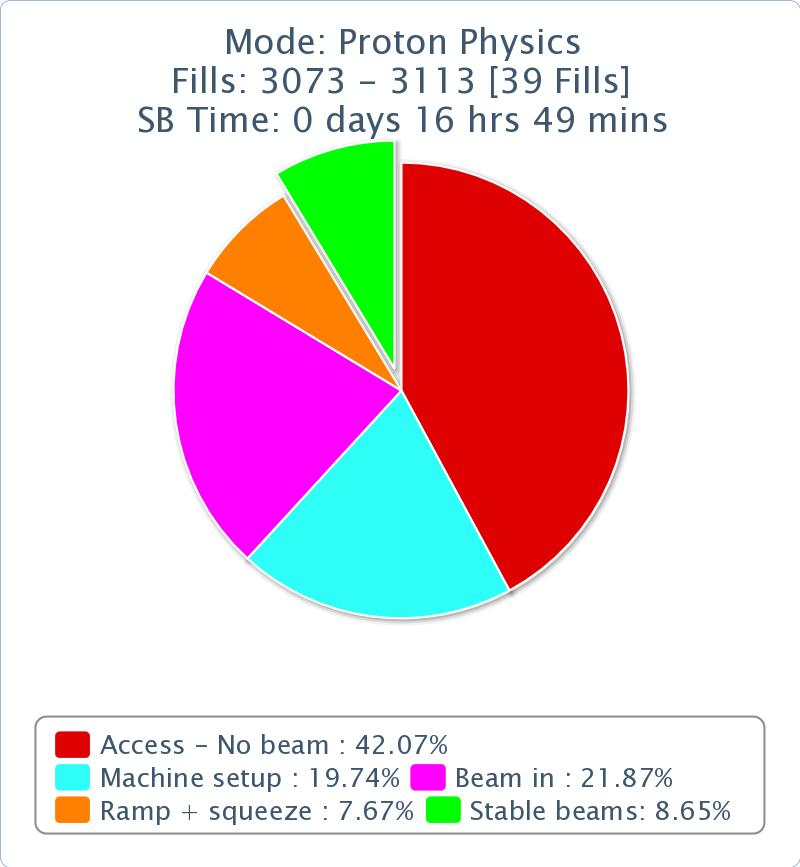 Mode: Proton Physics
Fills: 3073 – 3113 [39 Fills]
SB Time: 0 days 16 hrs 49 mins
Access – No beam : 42.07%
Machine setup : 19.74% Beam in : 21.87%
Ramp + squeeze : 7.67% Stable beams: 8.65%